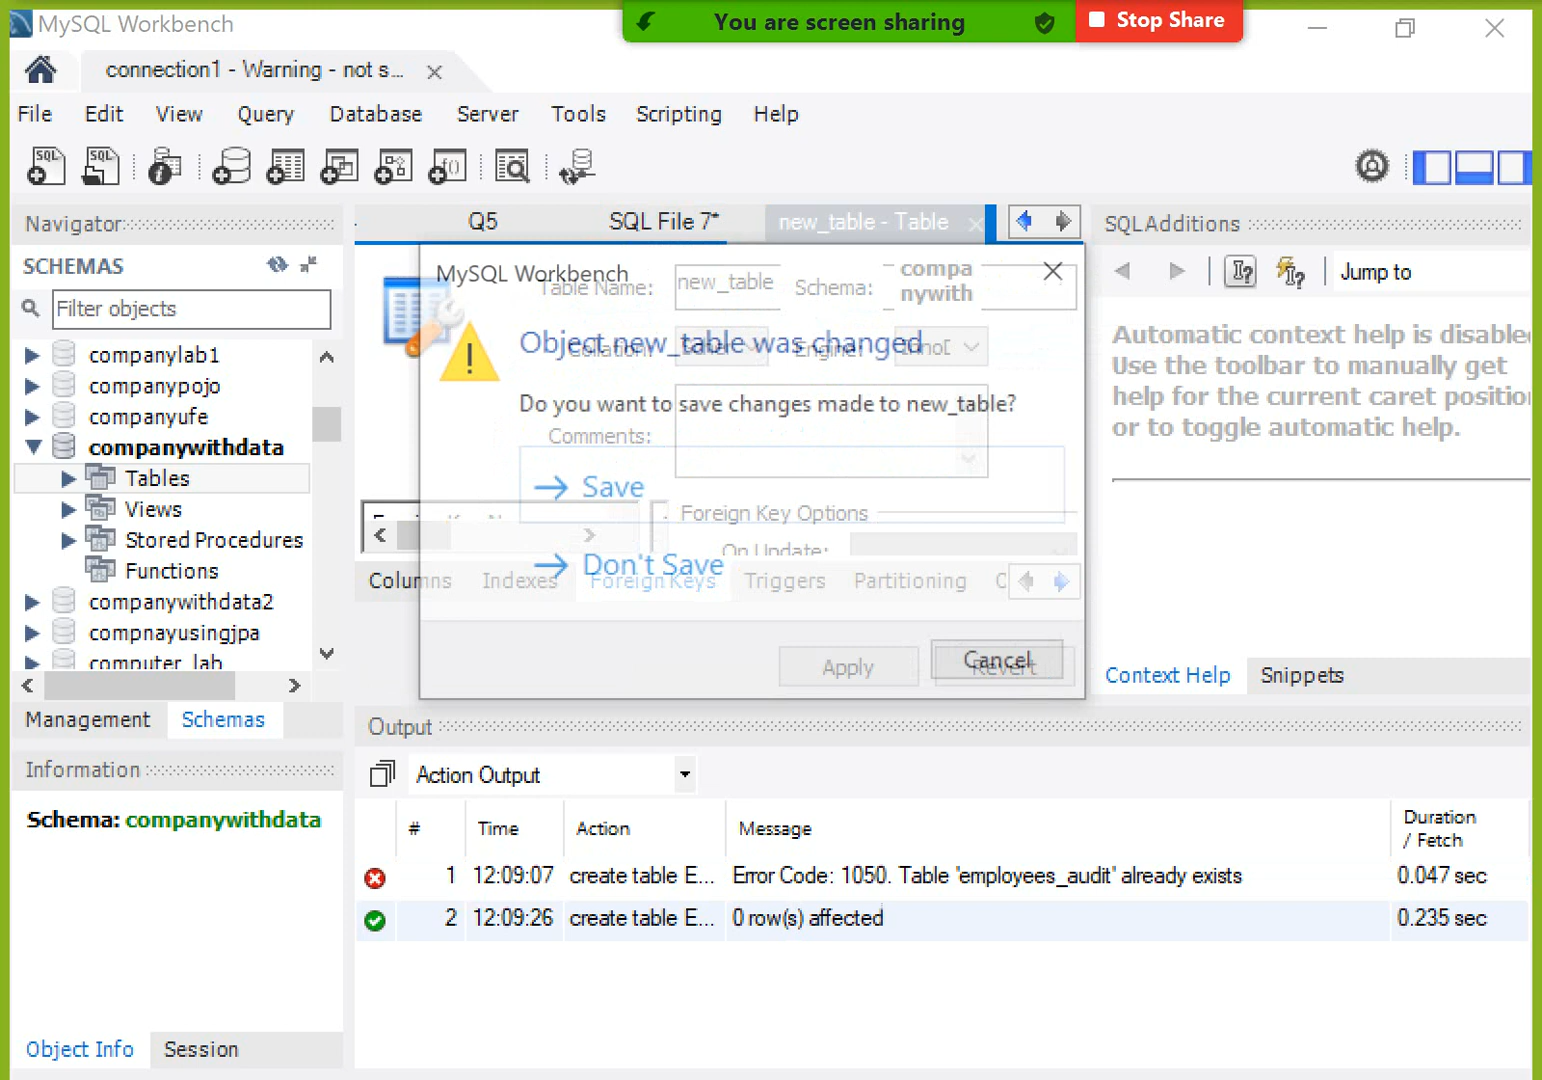 You are screen sharing
Stop Share
MySQL Workbench
connection1 - Warning - not s...
File Edit View Query Database Server Tools Scripting Help
Navigator
SCHEMAS
Filter objects
companylab1
companypojo
companyufe
companywithdata
Tables
Views
Stored Procedures
Functions
companywithdata2
compnayusingjpa
computer_lab
Management Schemas
Information
Schema: companywithdata
Object Info Session
Q5 SQL File 7* new_table - Table
MySQL Workbench
Table Name: new_table Schema: compa
nywith
Object new_table was changed
Do you want to save changes made to new_table?
Comments:
Save
Foreign Key Options
On Update:
Don't Save
Columns Indexes Foreign Keys Triggers Partitioning
Apply Cancel
Revert
SQLAdditions
Jump to
Automatic context help is disable
Use the toolbar to manually get
help for the current caret positio
or to toggle automatic help.
Context Help Snippets
Output
Action Output
# Time Action Message Duration
/ Fetch
1 12:09:07 create table E... Error Code: 1050. Table 'employees_audit' already exists 0.047 sec
2 12:09:26 create table E... 0 row(s) affected 0.235 sec